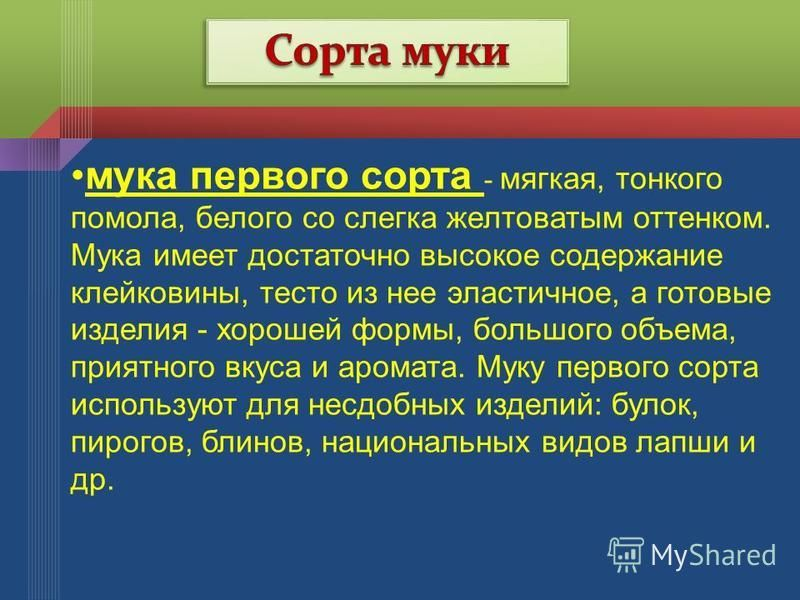 Сорта муки
•мука первого сорта - мягкая, тонкого
помола, белого со слегка желтоватым оттенком.
Мука имеет достаточно высокое содержание
клейковины, тесто из нее эластичное, а готовые
изделия - хорошей формы, большого объема,
приятного вкуса и аромата. Муку первого сорта
используют для несдобных изделий: булок,
пирогов, блинов, национальных видов лапши и
др.
MyShared